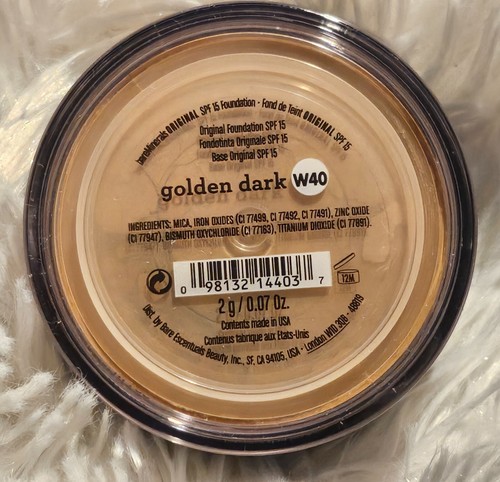 bareMinerals ORIGINAL SPF 15 Foundation - Fond de Teint ORIGINAL SPF 15
Original Foundation SPF 15
Fondotinta Originale SPF 15
Base Original SPF 15
golden dark W40
INGREDIENTS: MICA, IRON OXIDES (CI 77499, CI 77492, CI 77491), ZINC OXIDE
(CI 77947), BISMUTH OXYCHLORIDE (CI 77163), TITANIUM DIOXIDE (CI 77891).
0 98132 14403 7
12M
2 g / 0.07 Oz.
Contents made in USA
Contenus fabriqué aux États-Unis
Dist. by Bare Escentuals Beauty, Inc., SF, CA 94105, USA - London W1D 3QB - 48019